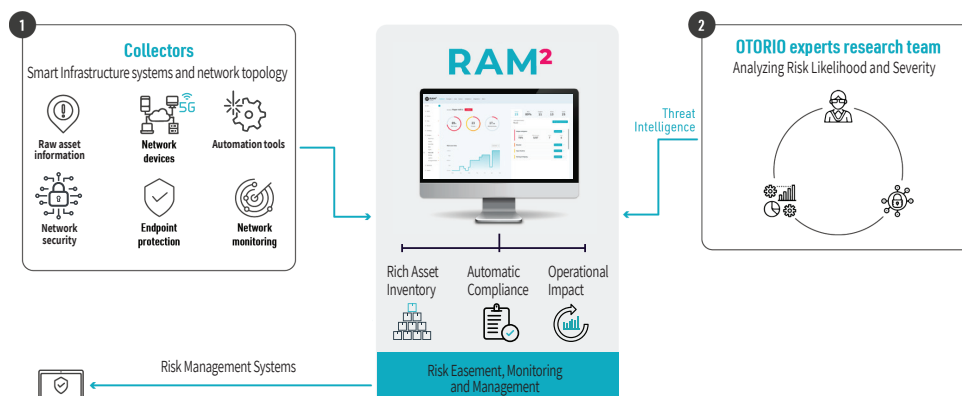 1
Collectors
Smart Infrastructure systems and network topology
Raw asset
information
Network
devices
5G
Automation tools
Network
security
Endpoint
protection
Network
monitoring
RAM²
Rich Asset
Inventory
Automatic
Compliance
Operational
Impact
Risk Easement, Monitoring
and Management
Threat
Intelligence
2
OTORIO experts research team
Analyzing Risk Likelihood and Severity
Risk Management Systems